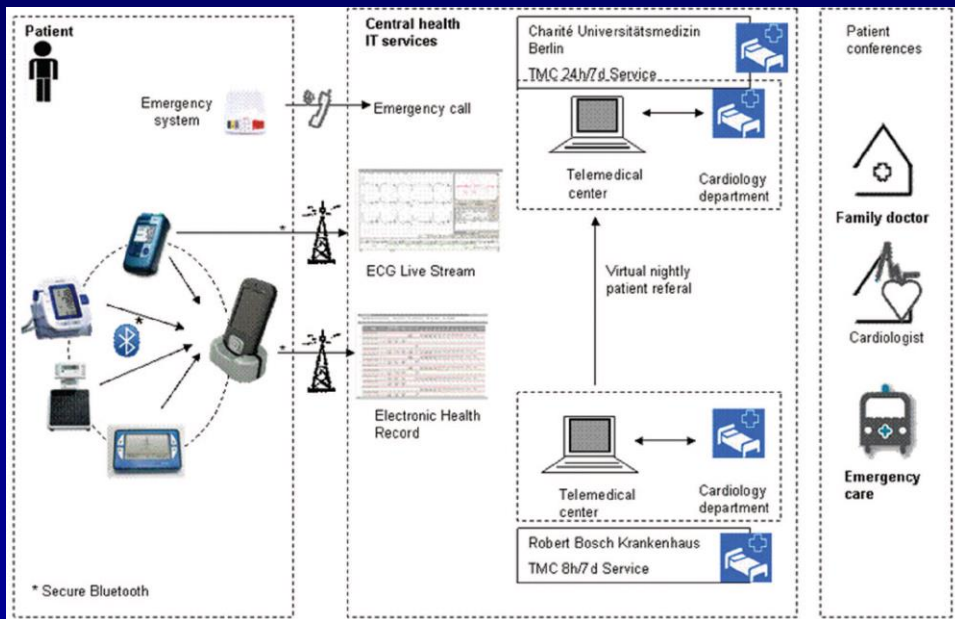 Patient
Emergency
system
* Secure Bluetooth
*
*
*
Central health
IT services
Emergency call
ECG Live Stream
Electronic Health
Record
Charité Universitätsmedizin
Berlin
TMC 24h/7d Service
Telemedical
center
Cardiology
department
Virtual nightly
patient referal
Telemedical
center
Cardiology
department
Robert Bosch Krankenhaus
TMC 8h/7d Service
Patient
conferences
Family doctor
Cardiologist
Emergency
care